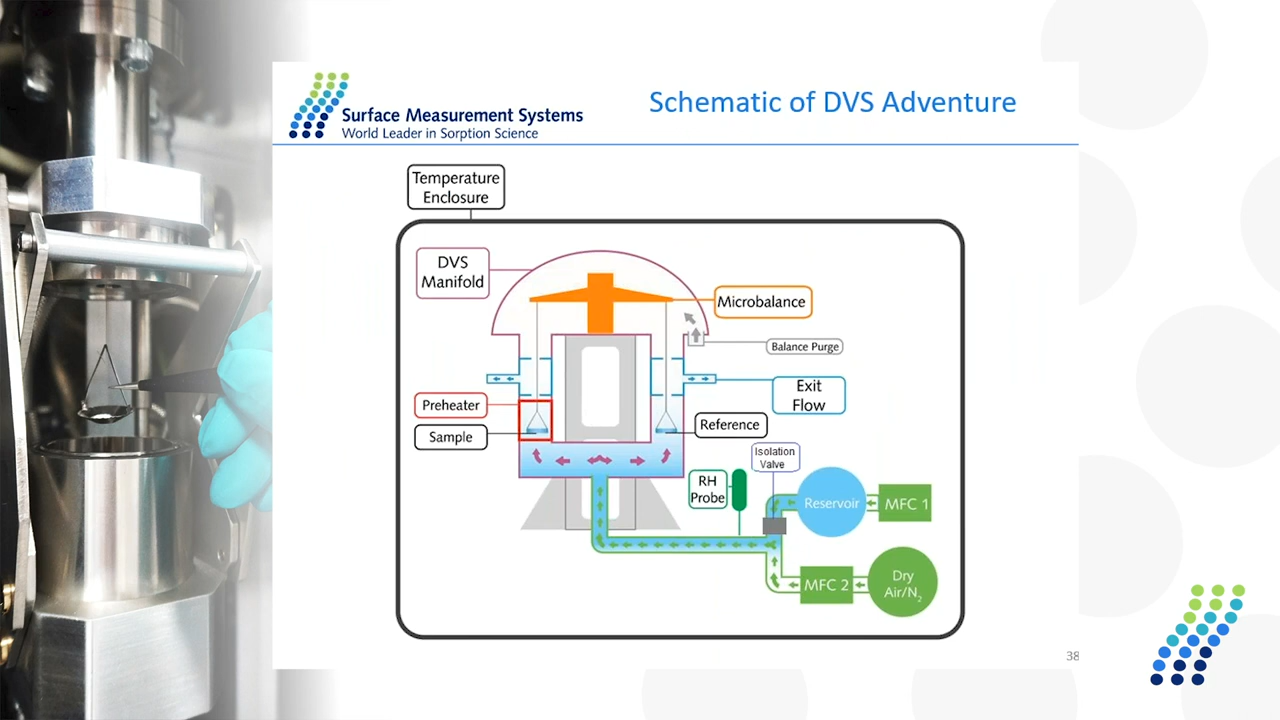 Surface Measurement Systems
World Leader in Sorption Science
Schematic of DVS Adventure
Temperature
Enclosure
DVS
Manifold
Microbalance
Balance Purge
Exit
Flow
Preheater
Sample
Reference
Isolation
Valve
RH
Probe
Reservoir
MFC 1
MFC 2
Dry
Air/N₂
38